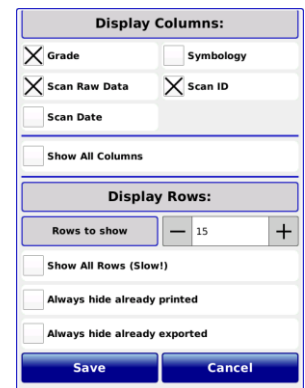 Display Columns:
Grade
Symbology
Scan Raw Data
Scan ID
Scan Date
Show All Columns
Display Rows:
Rows to show
15
Show All Rows (Slow!)
Always hide already printed
Always hide already exported
Save
Cancel